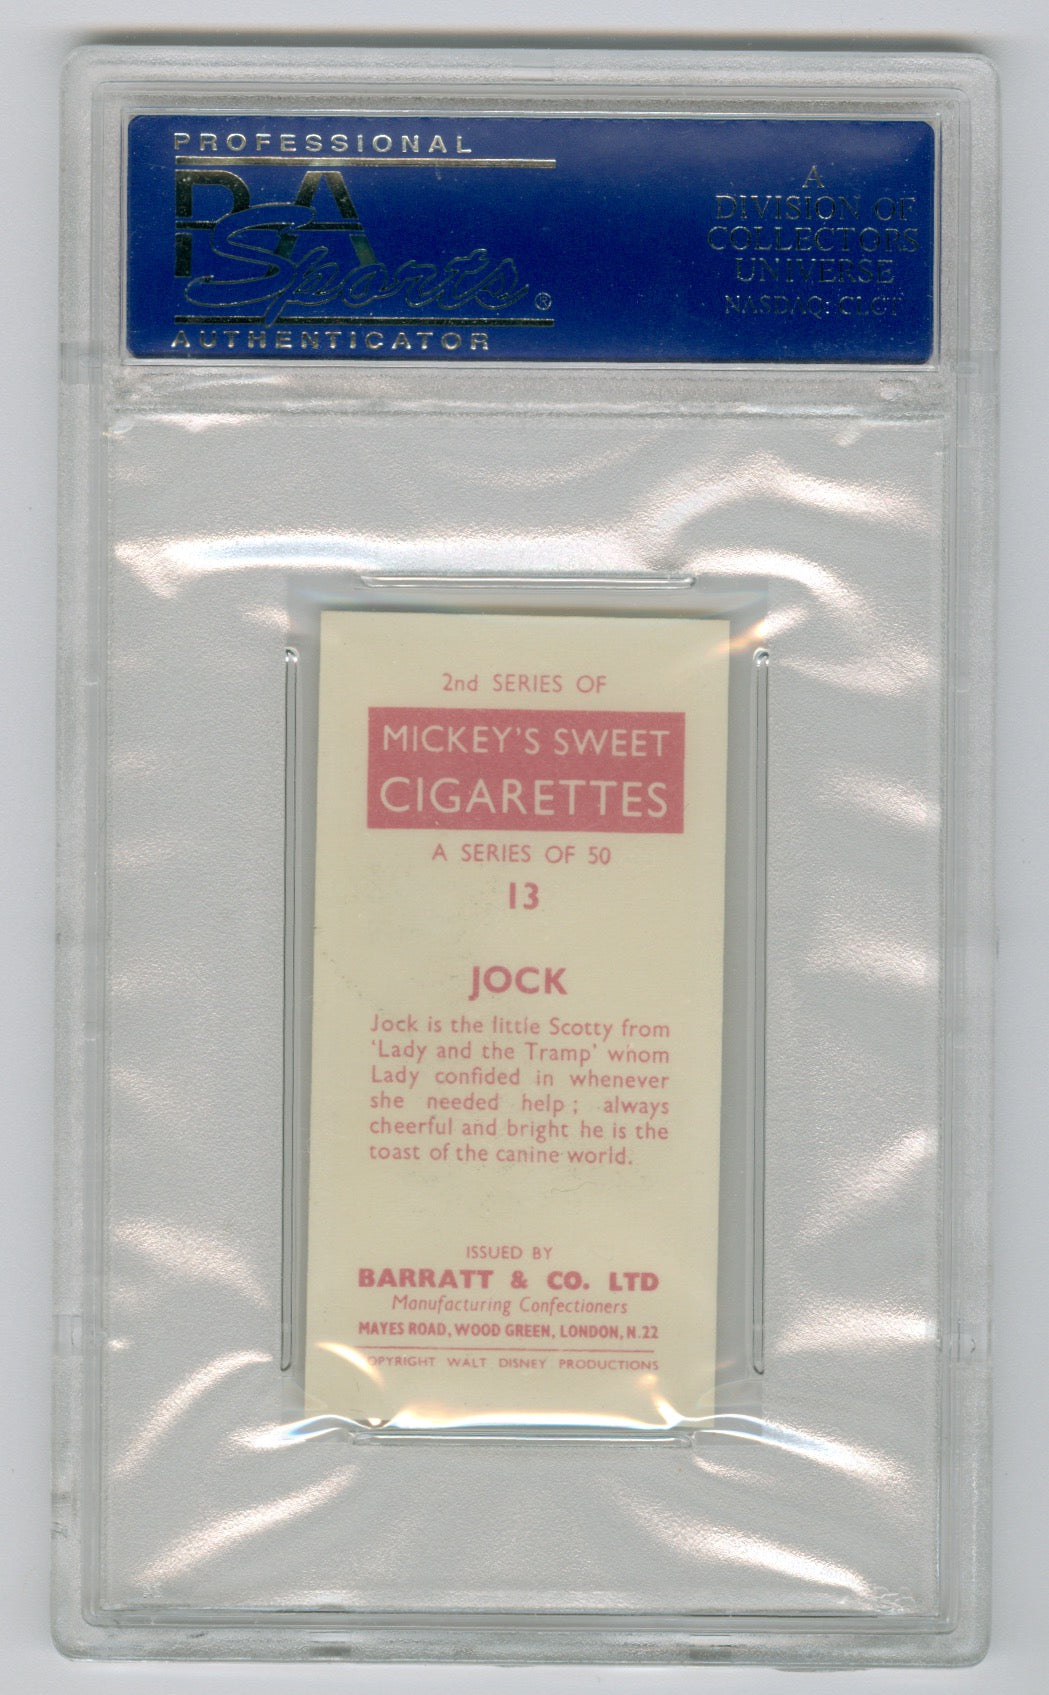 PROFESSIONAL
PSA
Sports®
AUTHENTICATOR
A
DIVISION OF
COLLECTORS
UNIVERSE
NASDAQ: CLCT
2nd SERIES OF
MICKEY'S SWEET
CIGARETTES
A SERIES OF 50
13
JOCK
Jock is the little Scotty from
'Lady and the Tramp' whom
Lady confided in whenever
she needed help; always
cheerful and bright he is the
toast of the canine world.
ISSUED BY
BARRATT & CO. LTD
Manufacturing Confectioners
MAYES ROAD, WOOD GREEN, LONDON, N.22
COPYRIGHT WALT DISNEY PRODUCTIONS